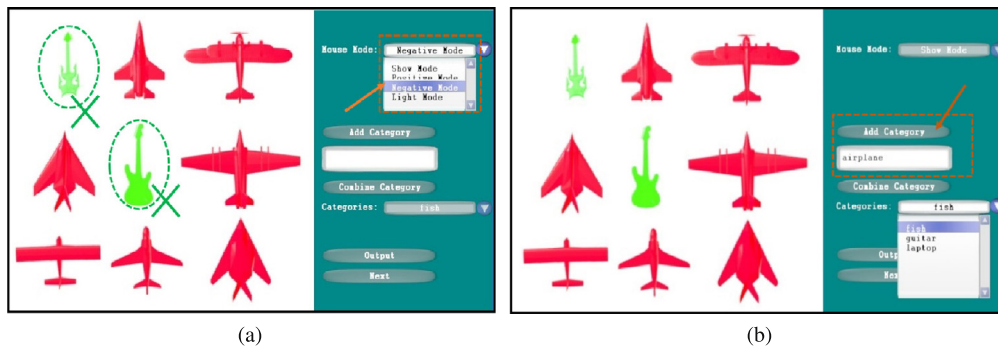 Mouse Mode: Negative Mode
Show Mode
Positive Mode
Negative Mode
Light Mode
Add Category
Combine Category
Categories: fish
Output
Next
(a)
Mouse Mode: Show Mode
Add Category
airplane
Combine Category
Categories: fish
fish
guitar
laptop
(b)